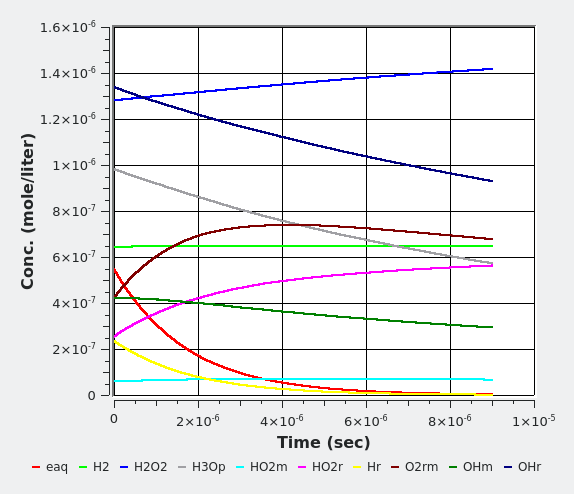 1.6×10⁻⁶
1.4×10⁻⁶
1.2×10⁻⁶
1×10⁻⁶
8×10⁻⁷
6×10⁻⁷
4×10⁻⁷
2×10⁻⁷
0
Conc. (mole/liter)
0 2×10⁻⁶ 4×10⁻⁶ 6×10⁻⁶ 8×10⁻⁶ 1×10⁻⁵
Time (sec)
eaq H2 H2O2 H3Op HO2m HO2r Hr O2rm OHm OHr